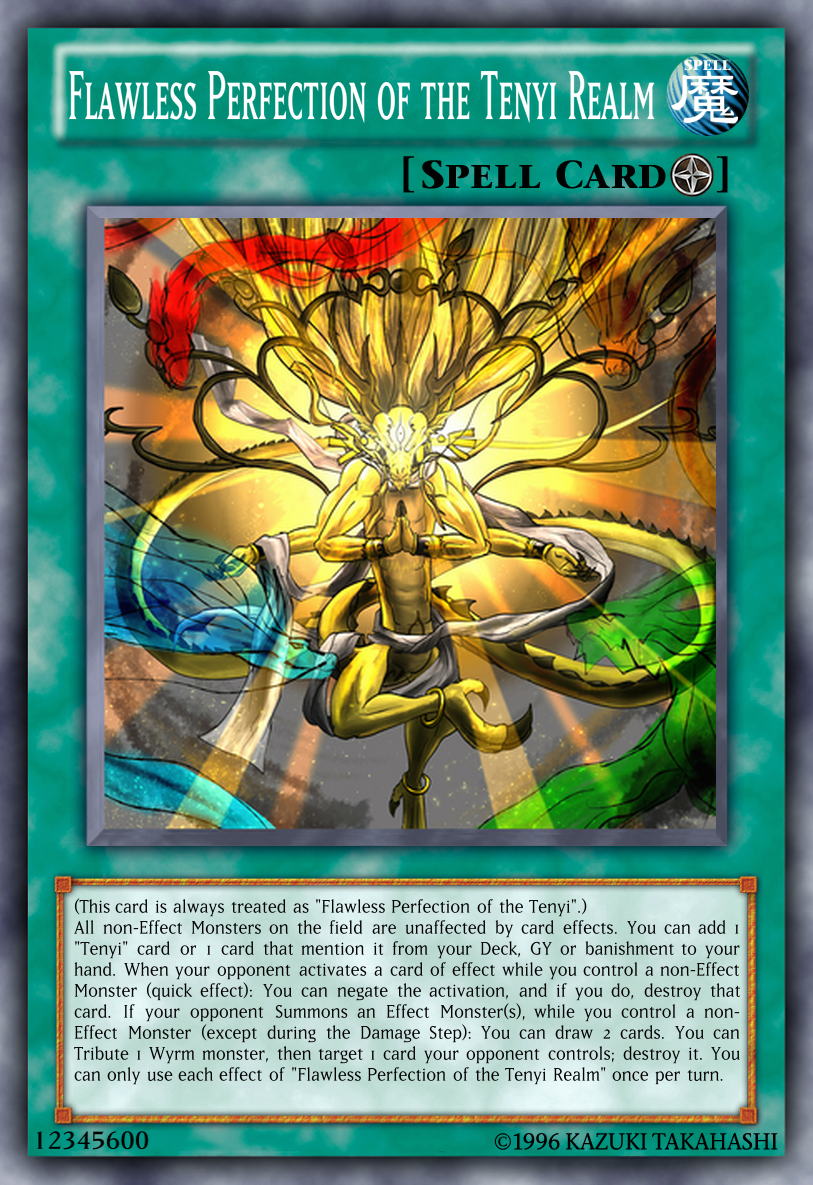 Flawless Perfection of the Tenyi Realm
SPELL
魔
[Spell Card]
(This card is always treated as "Flawless Perfection of the Tenyi".)
All non-Effect Monsters on the field are unaffected by card effects. You can add 1
"Tenyi" card or 1 card that mention it from your Deck, GY or banishment to your
hand. When your opponent activates a card of effect while you control a non-Effect
Monster (quick effect): You can negate the activation, and if you do, destroy that
card. If your opponent Summons an Effect Monster(s), while you control a non-
Effect Monster (except during the Damage Step): You can draw 2 cards. You can
Tribute 1 Wyrm monster, then target 1 card your opponent controls; destroy it. You
can only use each effect of "Flawless Perfection of the Tenyi Realm" once per turn.
12345600
©1996 KAZUKI TAKAHASHI